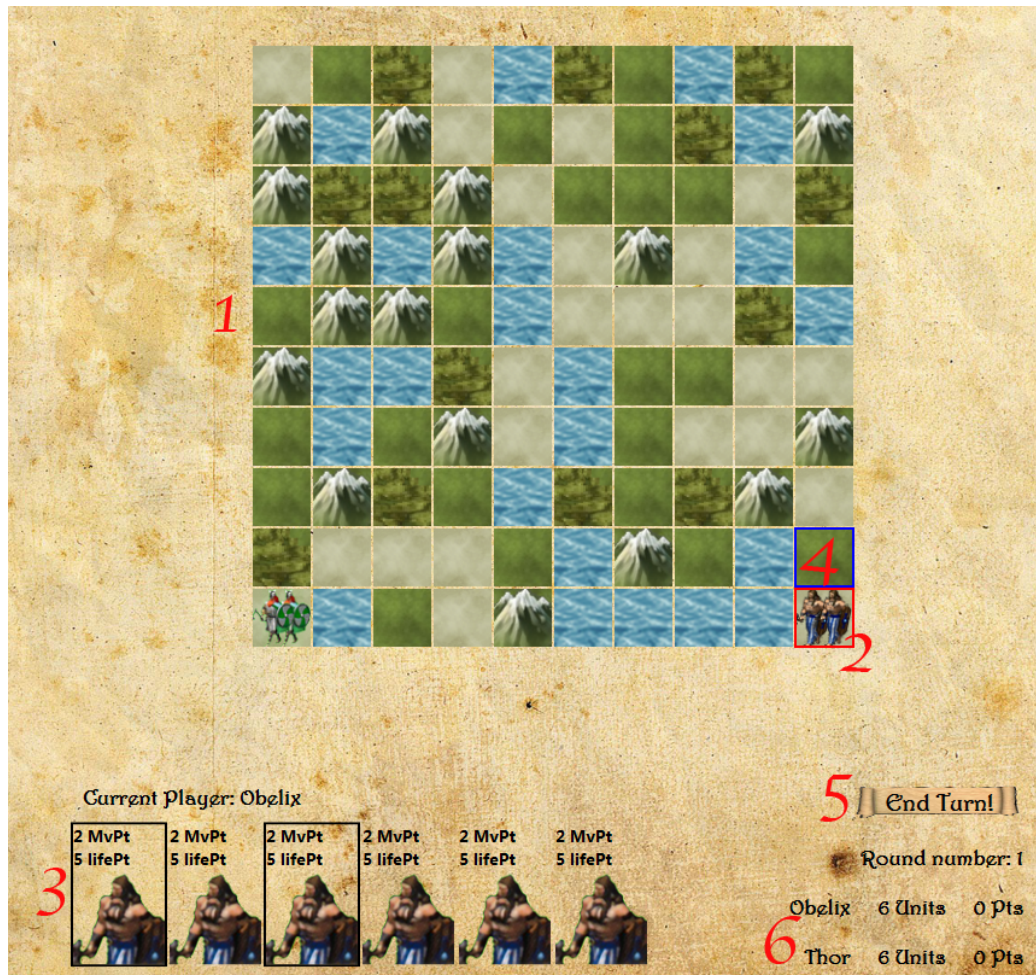 1
4
2
5
Current Player: Obelix
End Turn!
2 MvPt 2 MvPt 2 MvPt 2 MvPt 2 MvPt 2 MvPt
5 lifePt 5 lifePt 5 lifePt 5 lifePt 5 lifePt 5 lifePt
Round number: 1
3
Obelix 6 Units 0 Pts
6
Thor 6 Units 0 Pts